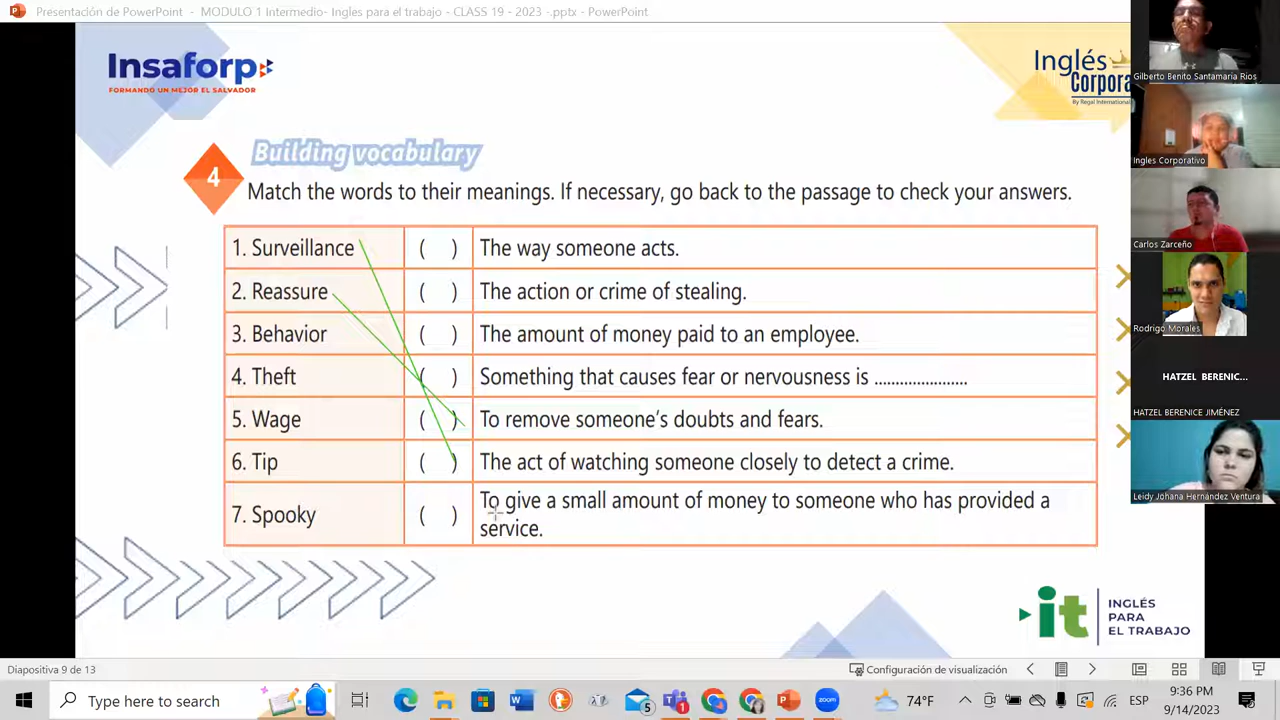 Presentación de PowerPoint - MODULO 1 Intermedio- Ingles para el trabajo - CLASS 19 - 2023 -.pptx - PowerPoint
Insaforp
FORMANDO UN MEJOR EL SALVADOR
Inglés
Corpora
By Regal International
Gilberto Benito Santamaria Rios
Ingles Corporativo
Carlos Zarceño
Rodrigo Morales
HATZEL BERENIC...
HATZEL BERENICE JIMÉNEZ
Leidy Johana Hernández Ventura
Building vocabulary
4
Match the words to their meanings. If necessary, go back to the passage to check your answers.
1. Surveillance ( ) The way someone acts.
2. Reassure ( ) The action or crime of stealing.
3. Behavior ( ) The amount of money paid to an employee.
4. Theft ( ) Something that causes fear or nervousness is ......................
5. Wage ( ) To remove someone's doubts and fears.
6. Tip ( ) The act of watching someone closely to detect a crime.
7. Spooky ( ) To give a small amount of money to someone who has provided a
service.
it
INGLÉS
PARA
EL TRABAJO
Diapositiva 9 de 13
Configuración de visualización
Type here to search
5
1
74°F
ESP
9:36 PM
9/14/2023